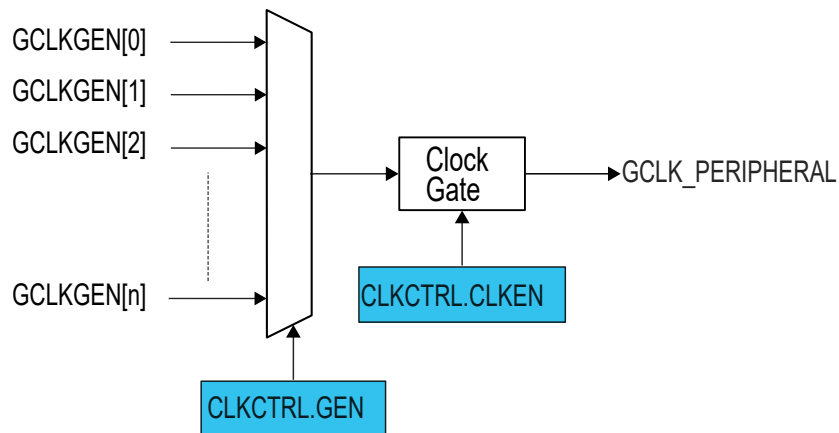 GCLKGEN[0]
GCLKGEN[1]
GCLKGEN[2]
GCLKGEN[n]
Clock
Gate
GCLK_PERIPHERAL
CLKCTRL.CLKEN
CLKCTRL.GEN